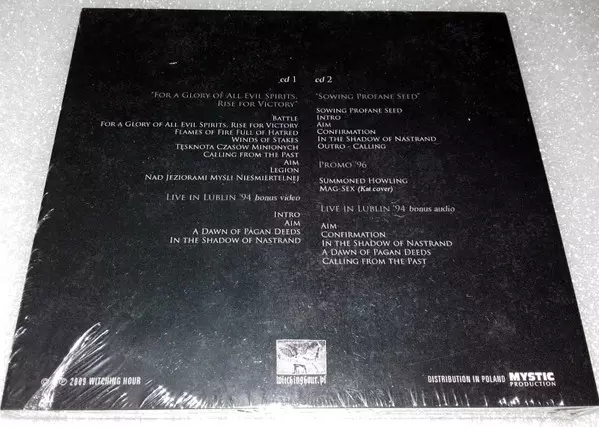 cd 1
"For a Glory of All Evil Spirits,
Rise for Victory"
Battle
For a Glory of All Evil Spirits, Rise for Victory
Flames of Fire Full of Hatred
Winds of Stakes
Tęsknota Czasów Minionych
Calling from the Past
Aim
Legion
Nad Jeziorami Myśli Nieśmiertelnej
Live in Lublin '94 bonus video
Intro
Aim
A Dawn of Pagan Deeds
In the Shadow of Nastrand
cd 2
"Sowing Profane Seed"
Sowing Profane Seed
Intro
Aim
Confirmation
In the Shadow of Nastrand
Outro - Calling
Promo '96
Summoned Howling
Mag-Sex (Kat cover)
Live in Lublin '94 bonus audio
Aim
Confirmation
In the Shadow of Nastrand
A Dawn of Pagan Deeds
Calling from the Past
© ℗ 2009 WITCHING HOUR
witchinghour.pl
DISTRIBUTION IN POLAND MYSTIC
PRODUCTION